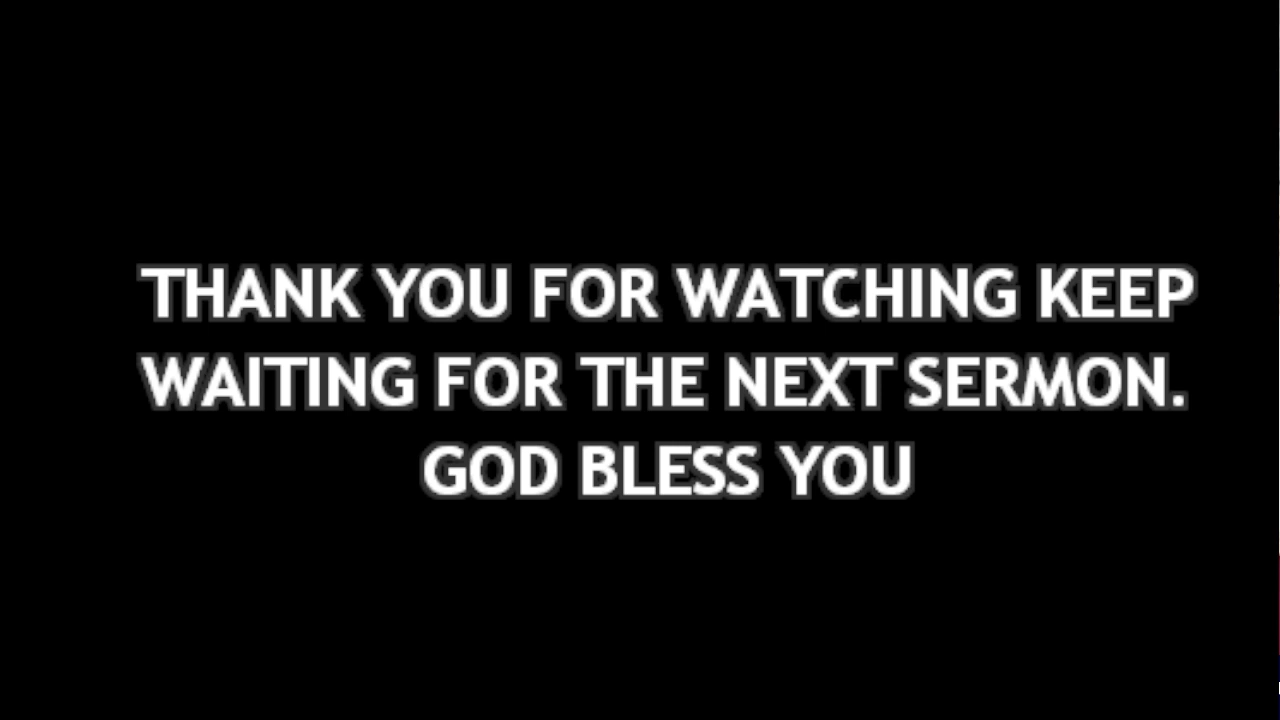 THANK YOU FOR WATCHING KEEP
WAITING FOR THE NEXT SERMON.
GOD BLESS YOU